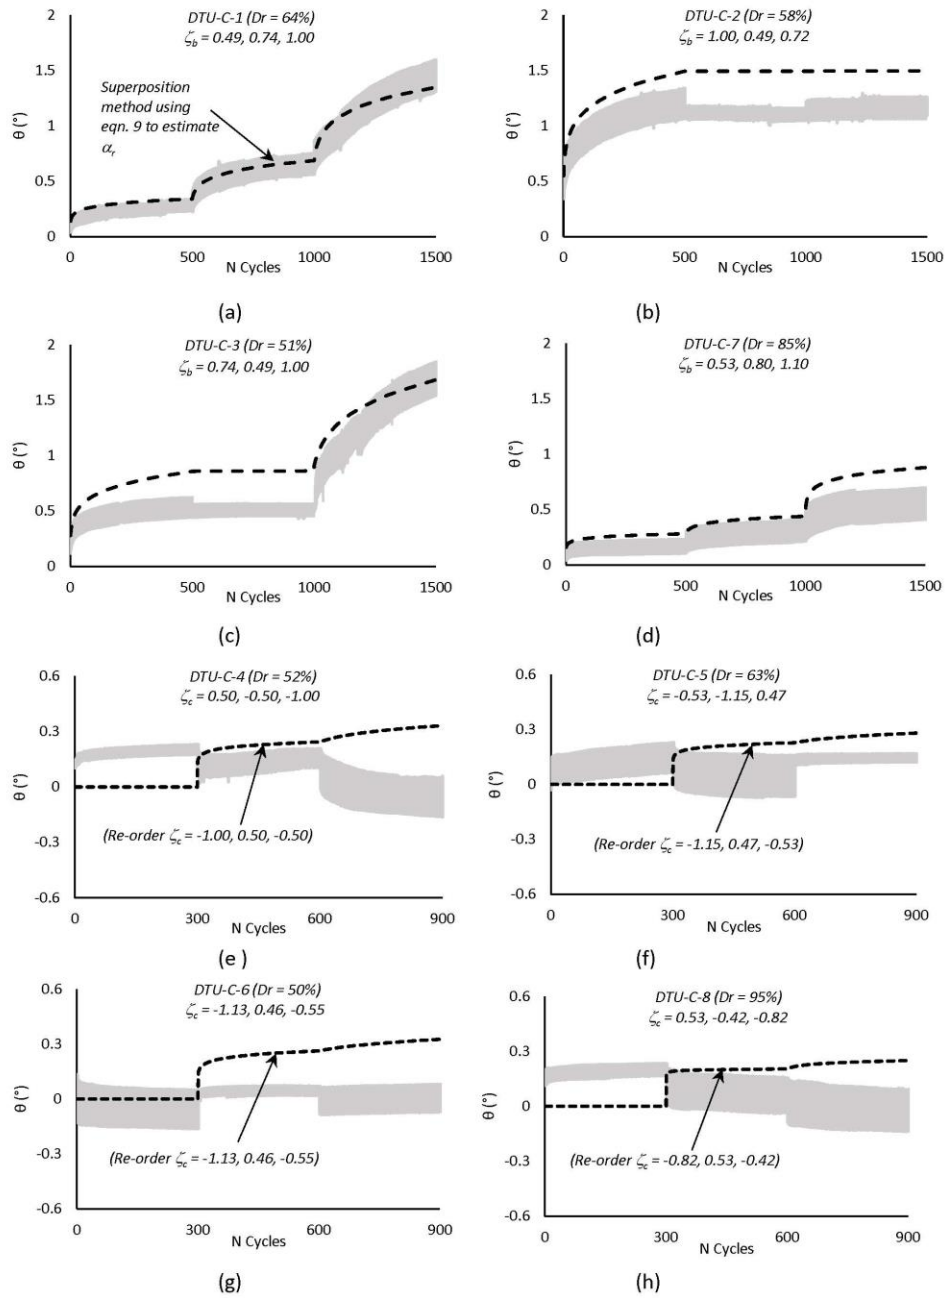 DTU-C-1 (Dr = 64%)
ζb = 0.49, 0.74, 1.00
Superposition
method using
eqn. 9 to estimate
αr
θ (°)
2
1.5
1
0.5
0
0
500
1000
1500
N Cycles
(a)
DTU-C-2 (Dr = 58%)
ζb = 1.00, 0.49, 0.72
θ (°)
2
1.5
1
0.5
0
0
500
1000
1500
N Cycles
(b)
DTU-C-3 (Dr = 51%)
ζb = 0.74, 0.49, 1.00
θ (°)
2
1.5
1
0.5
0
0
500
1000
1500
N Cycles
(c)
DTU-C-7 (Dr = 85%)
ζb = 0.53, 0.80, 1.10
θ (°)
2
1.5
1
0.5
0
0
500
1000
1500
N Cycles
(d)
DTU-C-4 (Dr = 52%)
ζc = 0.50, -0.50, -1.00
(Re-order ζc = -1.00, 0.50, -0.50)
θ (°)
0.6
0.3
0
-0.3
-0.6
0
300
600
900
N Cycles
(e )
DTU-C-5 (Dr = 63%)
ζc = -0.53, -1.15, 0.47
(Re-order ζc = -1.15, 0.47, -0.53)
θ (°)
0.6
0.3
0
-0.3
-0.6
0
300
600
900
N Cycles
(f)
DTU-C-6 (Dr = 50%)
ζc = -1.13, 0.46, -0.55
(Re-order ζc = -1.13, 0.46, -0.55)
θ (°)
0.6
0.3
0
-0.3
-0.6
0
300
600
900
N Cycles
(g)
DTU-C-8 (Dr = 95%)
ζc = 0.53, -0.42, -0.82
(Re-order ζc = -0.82, 0.53, -0.42)
θ (°)
0.6
0.3
0
-0.3
-0.6
0
300
600
900
N Cycles
(h)